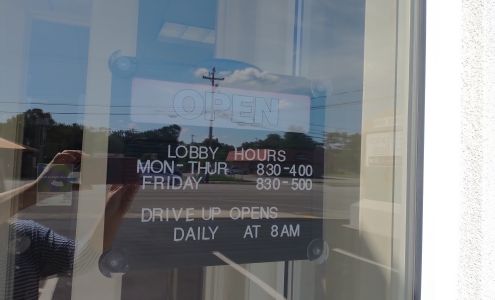 OPEN
LOBBY HOURS
MON-THUR 830-400
FRIDAY 830-500
DRIVE UP OPENS
DAILY AT 8AM